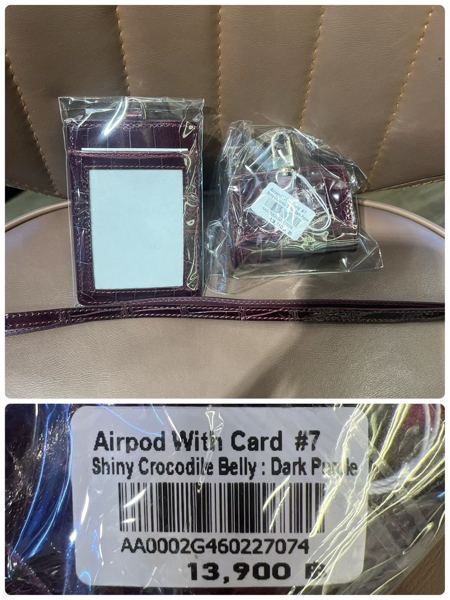 Airpod With Card #7
Shiny Crocodile Belly : Dark Purple
AA0002G460227074
13,900 ฿